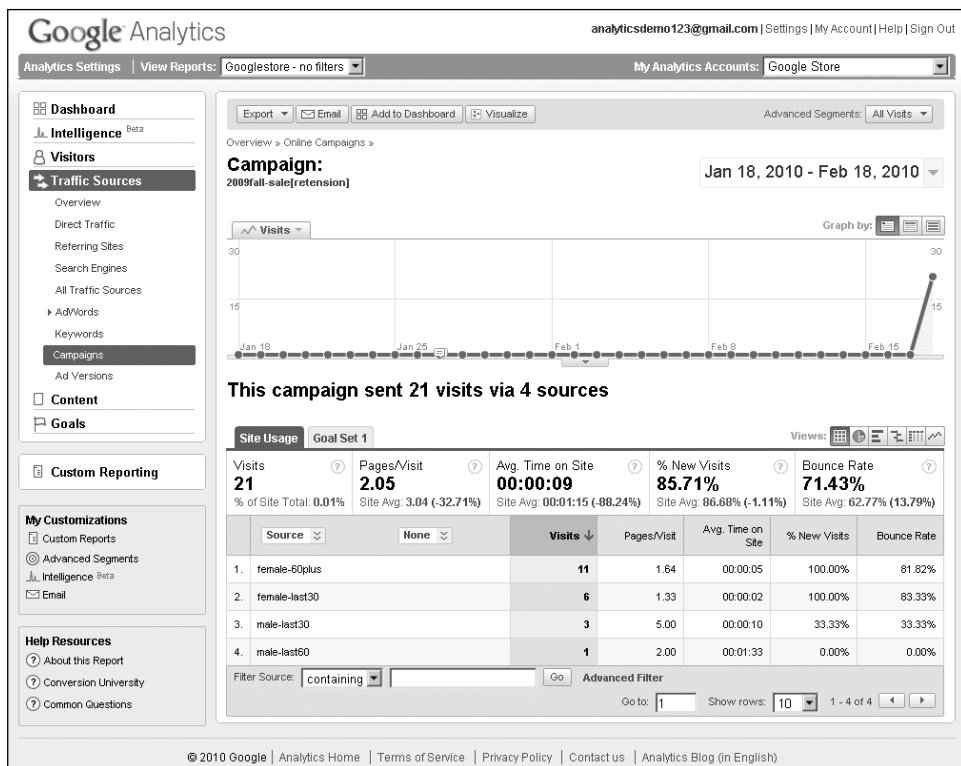 Google Analytics
analyticsdemo123@gmail.com | Settings | My Account | Help | Sign Out
Analytics Settings | View Reports: Googlestore - no filters
My Analytics Accounts: Google Store
Dashboard
Intelligence Beta
Visitors
Traffic Sources
Overview
Direct Traffic
Referring Sites
Search Engines
All Traffic Sources
AdWords
Keywords
Campaigns
Ad Versions
Content
Goals
Custom Reporting
My Customizations
Custom Reports
Advanced Segments
Intelligence Beta
Email
Help Resources
? About this Report
? Conversion University
? Common Questions
Export Email Add to Dashboard Visualize
Advanced Segments: All Visits
Overview » Online Campaigns »
Campaign:
2009fall-sale[retension]
Jan 18, 2010 - Feb 18, 2010
Visits
Graph by:
30 30
15 15
Jan 18 Jan 25 Feb 1 Feb 8 Feb 15
This campaign sent 21 visits via 4 sources
Site Usage Goal Set 1
Views:
Visits ? Pages/Visit ? Avg. Time on Site ? % New Visits ? Bounce Rate ?
21 2.05 00:00:09 85.71% 71.43%
% of Site Total: 0.01% Site Avg: 3.04 (-32.71%) Site Avg: 00:01:15 (-88.24%) Site Avg: 86.68% (-1.11%) Site Avg: 62.77% (13.79%)
Source None Visits Pages/Visit Avg. Time on Site % New Visits Bounce Rate
1. female-60plus 11 1.64 00:00:05 100.00% 81.82%
2. female-last30 6 1.33 00:00:02 100.00% 83.33%
3. male-last30 3 5.00 00:00:10 33.33% 33.33%
4. male-last60 1 2.00 00:01:33 0.00% 0.00%
Filter Source: containing Go Advanced Filter
Go to: 1 Show rows: 10 1 - 4 of 4
© 2010 Google | Analytics Home | Terms of Service | Privacy Policy | Contact us | Analytics Blog (in English)